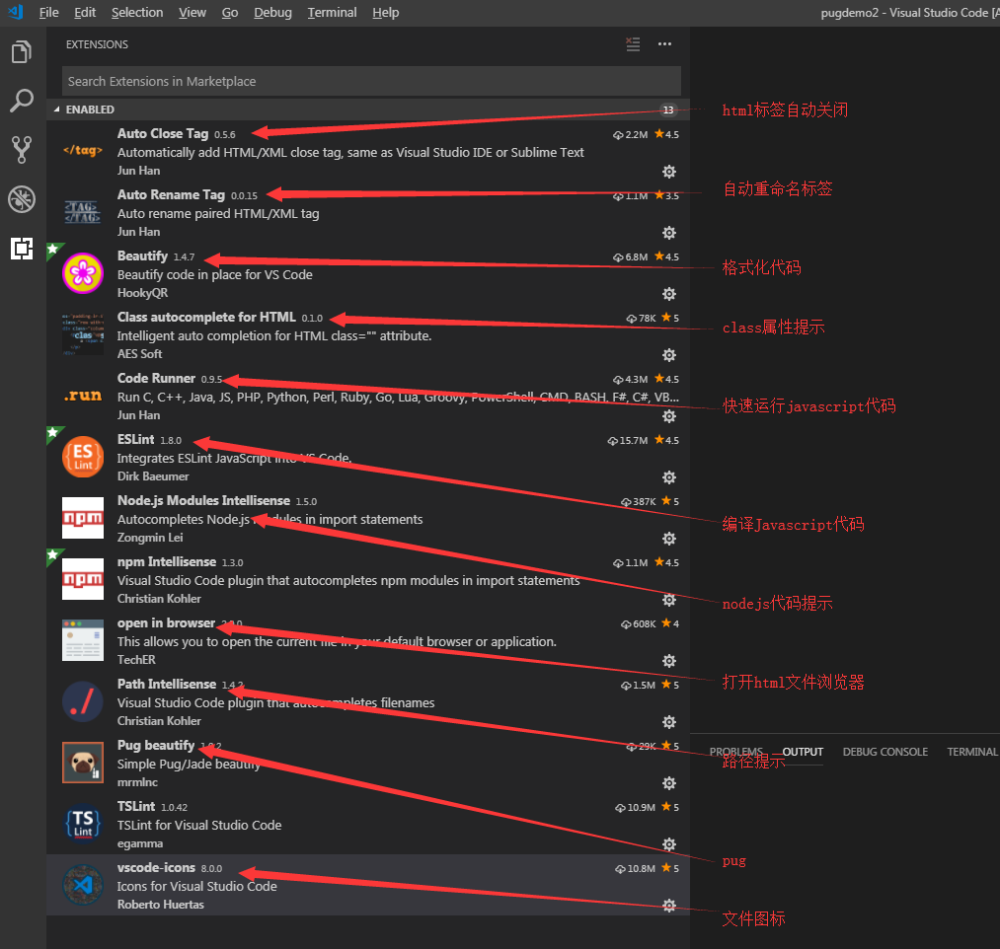 File Edit Selection View Go Debug Terminal Help pugdemo2 - Visual Studio Code [A
EXTENSIONS
Search Extensions in Marketplace
ENABLED 13
html标签自动关闭
Auto Close Tag 0.5.6 2.2M 4.5
</tag>
Automatically add HTML/XML close tag, same as Visual Studio IDE or Sublime Text
Jun Han
自动重命名标签
Auto Rename Tag 0.0.15 1.1M 3.5
<TAG>
</TAG>
Auto rename paired HTML/XML tag
Jun Han
Beautify 1.4.7 6.8M 4.5
格式化代码
Beautify code in place for VS Code
HookyQR
Class autocomplete for HTML 0.1.0 78K 5
class属性提示
Intelligent auto completion for HTML class="" attribute.
AES Soft
Code Runner 0.9.5 4.3M 4.5
.run
Run C, C++, Java, JS, PHP, Python, Perl, Ruby, Go, Lua, Groovy, PowerShell, CMD, BASH, F#, C#, VB...
快速运行javascript代码
Jun Han
ESLint 1.8.0 15.7M 4.5
ES
Lint
Integrates ESLint JavaScript into VS Code.
Dirk Baeumer
Node.js Modules Intellisense 1.5.0 387K 5
npm
Autocompletes Node.js modules in import statements
编译Javascript代码
Zongmin Lei
npm Intellisense 1.3.0 1.1M 4.5
npm
Visual Studio Code plugin that autocompletes npm modules in import statements
Christian Kohler
nodejs代码提示
open in browser 608K 4
This allows you to open the current file in your default browser or application.
TechER
Path Intellisense 1.4.2 1.5M 5
打开html文件浏览器
./
Visual Studio Code plugin that autocompletes filenames
Christian Kohler
Pug beautify 29K 5
PROBLEMS OUTPUT DEBUG CONSOLE TERMINAL
路径提示
Simple Pug/Jade beautify
mrmlnc
TSLint 1.0.42 10.9M 5
TS
Lint
TSLint for Visual Studio Code
egamma
pug
vscode-icons 8.0.0 10.8M 5
Icons for Visual Studio Code
Roberto Huertas
文件图标